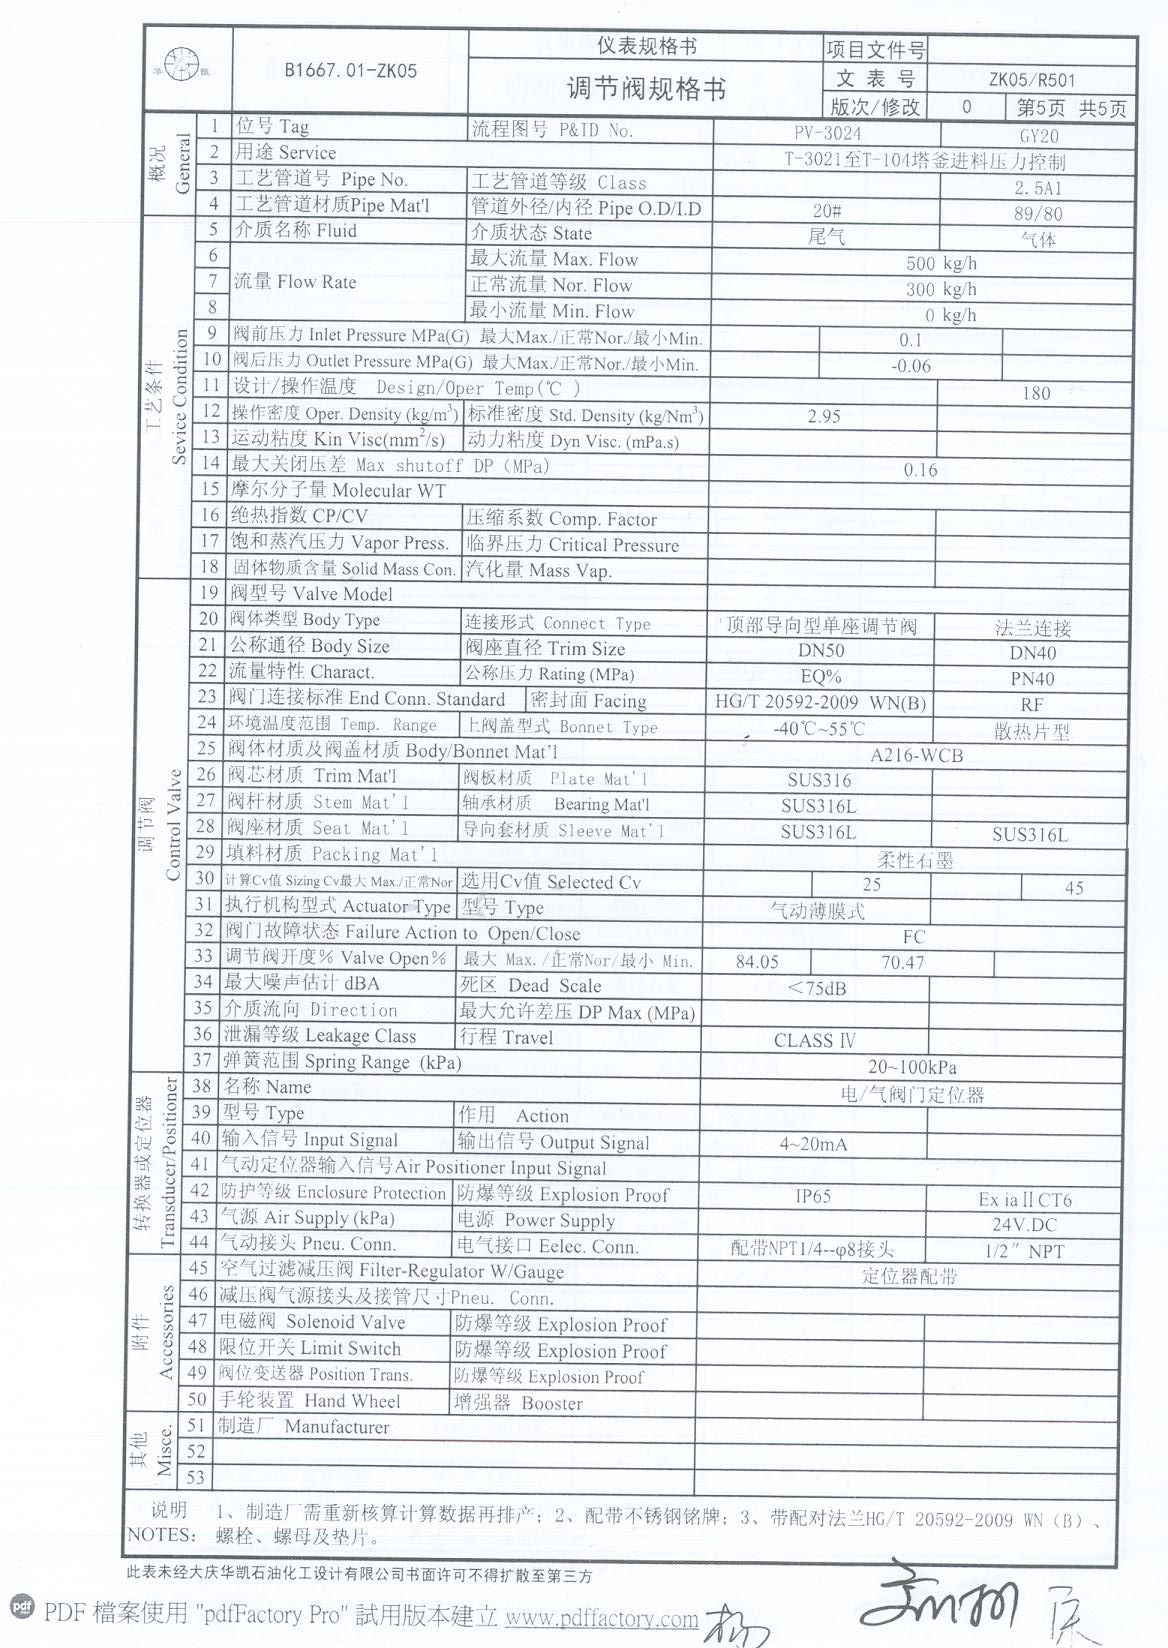 华 凯
B1667.01-ZK05
仪表规格书
调节阀规格书
项目文件号
文 表 号 ZK05/R501
版次/修改 0 第5页 共5页
概况 General
1 位号 Tag 流程图号 P&ID No. PV-3024 GY20
2 用途 Service T-3021至T-104塔釜进料压力控制
3 工艺管道号 Pipe No. 工艺管道等级 Class 2.5A1
4 工艺管道材质Pipe Mat'l 管道外径/内径 Pipe O.D/I.D 20# 89/80
工艺条件 Sevice Condition
5 介质名称 Fluid 介质状态 State 尾气 气体
6 最大流量 Max. Flow 500 kg/h
7 流量 Flow Rate 正常流量 Nor. Flow 300 kg/h
8 最小流量 Min. Flow 0 kg/h
9 阀前压力 Inlet Pressure MPa(G) 最大Max./正常Nor./最小Min. 0.1
10 阀后压力 Outlet Pressure MPa(G) 最大Max./正常Nor./最小Min. -0.06
11 设计/操作温度 Design/Oper Temp(℃ ) 180
12 操作密度 Oper. Density (kg/m³) 标准密度 Std. Density (kg/Nm³) 2.95
13 运动粘度 Kin Visc(mm²/s) 动力粘度 Dyn Visc. (mPa.s)
14 最大关闭压差 Max shutoff DP (MPa) 0.16
15 摩尔分子量 Molecular WT
16 绝热指数 CP/CV 压缩系数 Comp. Factor
17 饱和蒸汽压力 Vapor Press. 临界压力 Critical Pressure
18 固体物质含量 Solid Mass Con. 汽化量 Mass Vap.
调节阀 Control Valve
19 阀型号 Valve Model
20 阀体类型 Body Type 连接形式 Connect Type 顶部导向型单座调节阀 法兰连接
21 公称通径 Body Size 阀座直径 Trim Size DN50 DN40
22 流量特性 Charact. 公称压力 Rating (MPa) EQ% PN40
23 阀门连接标准 End Conn. Standard 密封面 Facing HG/T 20592-2009 WN(B) RF
24 环境温度范围 Temp. Range 上阀盖型式 Bonnet Type -40℃~55℃ 散热片型
25 阀体材质及阀盖材质 Body/Bonnet Mat'l A216-WCB
26 阀芯材质 Trim Mat'l 阀板材质 Plate Mat'l SUS316
27 阀杆材质 Stem Mat'l 轴承材质 Bearing Mat'l SUS316L
28 阀座材质 Seat Mat'l 导向套材质 Sleeve Mat'l SUS316L SUS316L
29 填料材质 Packing Mat'l 柔性石墨
30 计算Cv值 Sizing Cv最大 Max./正常Nor 选用Cv值 Selected Cv 25 45
31 执行机构型式 Actuator Type 型号 Type 气动薄膜式
32 阀门故障状态 Failure Action to Open/Close FC
33 调节阀开度% Valve Open% 最大 Max./正常Nor/最小 Min. 84.05 70.47
34 最大噪声估计 dBA 死区 Dead Scale <75dB
35 介质流向 Direction 最大允许差压 DP Max (MPa)
36 泄漏等级 Leakage Class 行程 Travel CLASS Ⅳ
37 弹簧范围 Spring Range (kPa) 20~100kPa
转换器或定位器 Transducer/Positioner
38 名称 Name 电/气阀门定位器
39 型号 Type 作用 Action
40 输入信号 Input Signal 输出信号 Output Signal 4~20mA
41 气动定位器输入信号Air Positioner Input Signal
42 防护等级 Enclosure Protection 防爆等级 Explosion Proof IP65 Ex iaⅡCT6
43 气源 Air Supply (kPa) 电源 Power Supply 24V.DC
44 气动接头 Pneu. Conn. 电气接口 Eelec. Conn. 配带NPT1/4--φ8接头 1/2″ NPT
附件 Accessories
45 空气过滤减压阀 Filter-Regulator W/Gauge 定位器配带
46 减压阀气源接头及接管尺寸Pneu. Conn.
47 电磁阀 Solenoid Valve 防爆等级 Explosion Proof
48 限位开关 Limit Switch 防爆等级 Explosion Proof
49 阀位变送器 Position Trans. 防爆等级 Explosion Proof
50 手轮装置 Hand Wheel 增强器 Booster
其他 Misce.
51 制造厂 Manufacturer
52
53
说明 1、制造厂需重新核算计算数据再排产；2、配带不锈钢铭牌；3、带配对法兰HG/T 20592-2009 WN（B）、
NOTES: 螺栓、螺母及垫片。
此表未经大庆华凯石油化工设计有限公司书面许可不得扩散至第三方
pdf PDF 檔案使用 "pdfFactory Pro" 試用版本建立 www.pdffactory.com